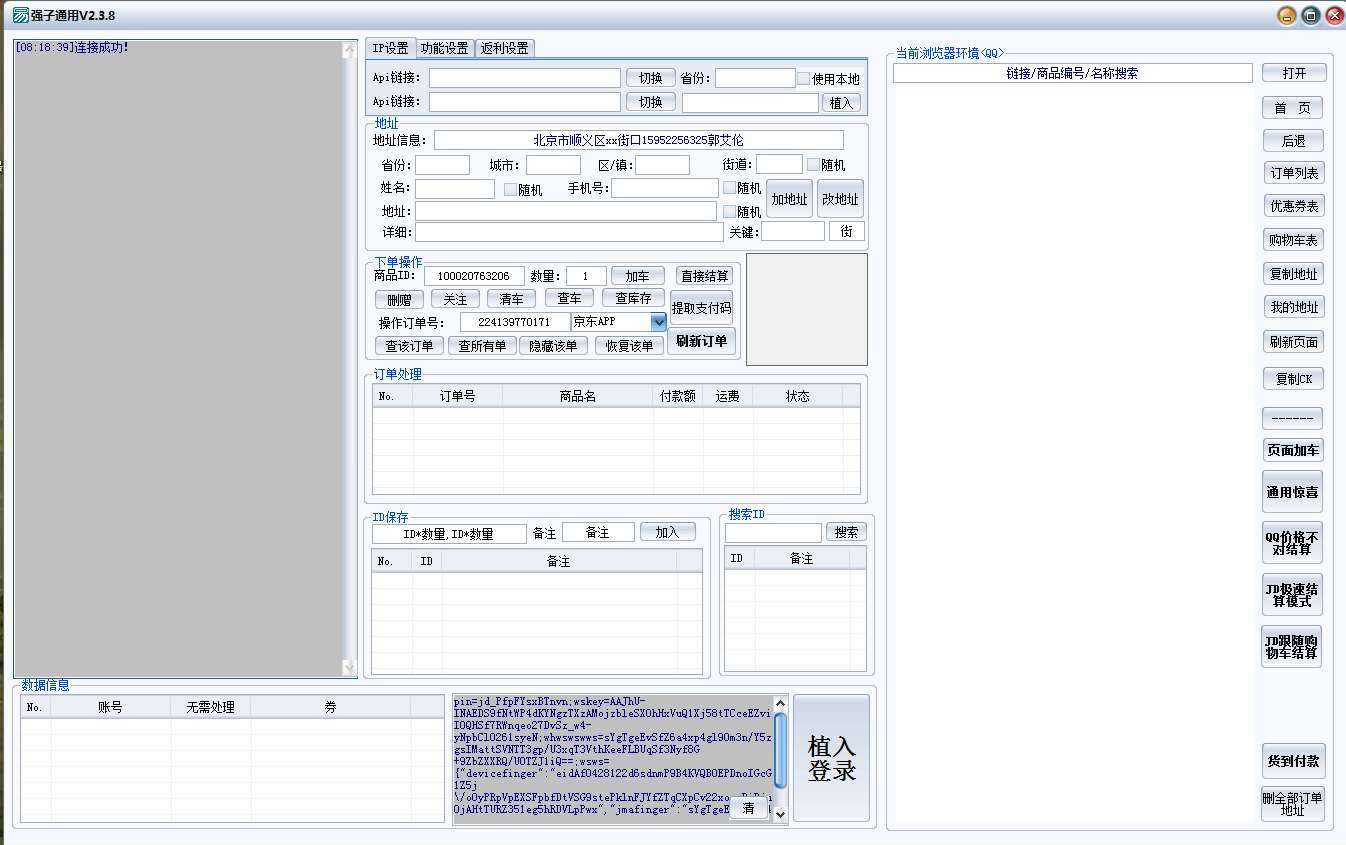 强子通用V2.3.8
[08:18:39]连接成功!
IP设置 功能设置 返利设置
Api链接: 切换 省份: 使用本地
Api链接: 切换 植入
地址
地址信息: 北京市顺义区xx街口15952256325郭艾伦
省份: 城市: 区/镇: 街道: 随机
姓名: 随机 手机号: 随机 加地址 改地址
地址: 随机
详细: 关键: 街
下单操作
商品ID: 100020763206 数量: 1 加车 直接结算
删赠 关注 清车 查车 查库存 提取支付码
操作订单号: 224139770171 京东APP
查该订单 查所有单 隐藏该单 恢复该单 刷新订单
订单处理
No. 订单号 商品名 付款额 运费 状态
ID保存
ID*数量,ID*数量 备注 备注 加入
No. ID 备注
搜索ID
搜索
ID 备注
数据信息
No. 账号 无需处理 券
pin=jd_PfpFYsxBTnvn;wskey=AAJhU-
INAEDS9fNtWP4dKYNgzTXzAMojzbleSXOhHxVuQ1Xj58tTCceEZvi
IOQHSf7RWnqeo27DvSz_w4-
yNpbClO261syeN;whwswswws=sYgTgeEvSfZ6a4xp4gl9Om3n/Y5z
gsIMattSVNTT3gp/U3xqT3VthKeeFLBUqSf3Nyf8G
+9ZbZXXRQ/UOTZJ1iQ==;wsws=
{"devicefinger":"eidAf0428122d6sdnmP9B4KVQBOEPDnoIGcG
1Z5j
\/oOyPRpVpEXSFpbfDtVSG9stePklnFJYfZTqCXpCv22xo
OjAHtTURZ351eg5hRDVLpPwx","jmafinger":"sYgTgeE
清
植入
登录
当前浏览器环境<QQ>
链接/商品编号/名称搜索
打开
首 页
后退
订单列表
优惠券表
购物车表
复制地址
我的地址
刷新页面
复制CK
------
页面加车
通用惊喜
QQ价格不
对结算
JD极速结
算模式
JD跟随购
物车结算
货到付款
删全部订单
地址